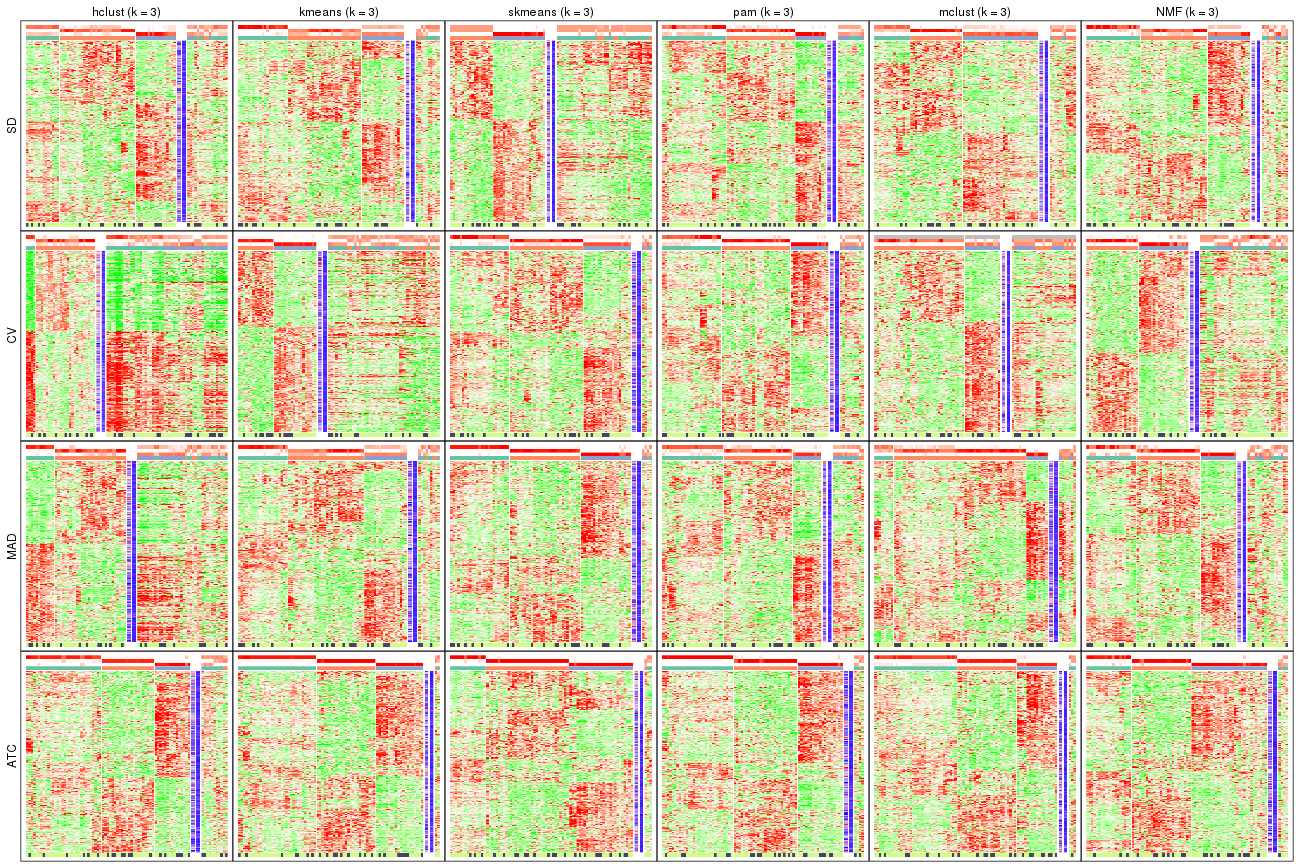 hclust (k = 3) kmeans (k = 3) skmeans (k = 3) pam (k = 3) mclust (k = 3) NMF (k = 3)
SD
CV
MAD
ATC